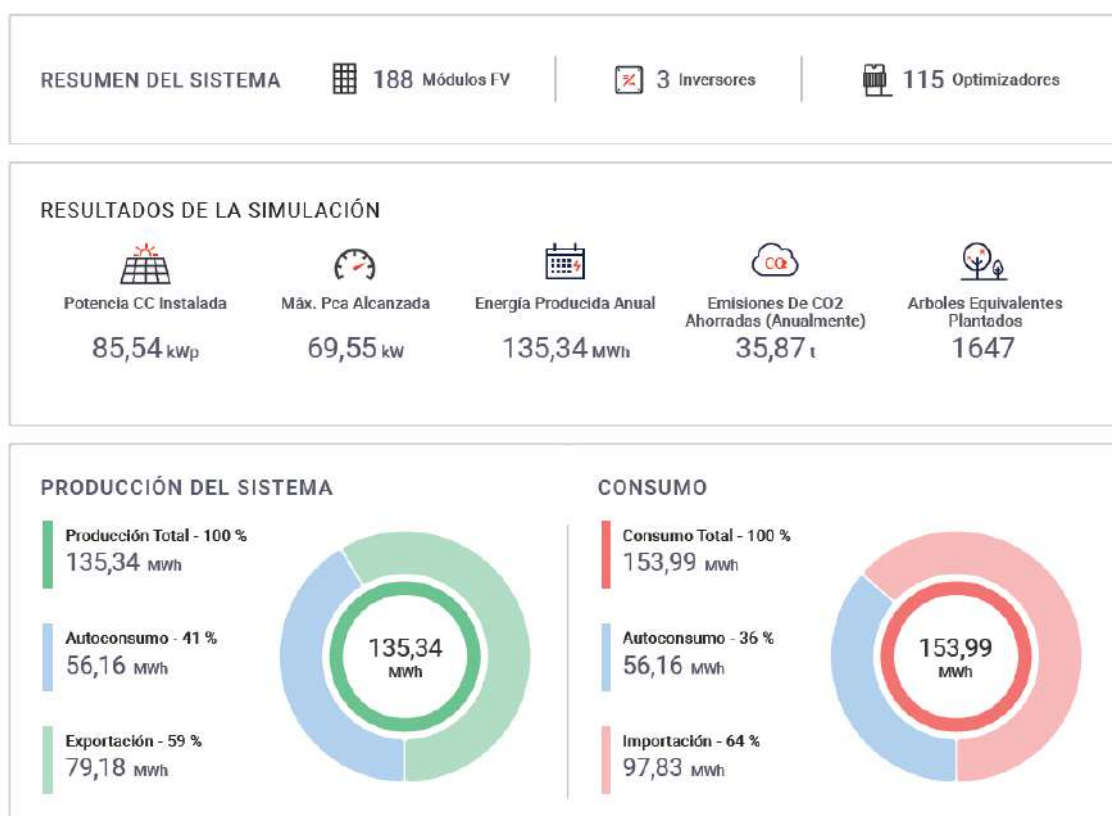 RESUMEN DEL SISTEMA
188 Módulos FV
3 Inversores
115 Optimizadores
RESULTADOS DE LA SIMULACIÓN
CO2
Potencia CC Instalada
85,54 kWp
Máx. Pca Alcanzada
69,55 kW
Energía Producida Anual
135,34 MWh
Emisiones De CO2
Ahorradas (Anualmente)
35,87 t
Arboles Equivalentes
Plantados
1647
PRODUCCIÓN DEL SISTEMA
Producción Total - 100 %
135,34 MWh
Autoconsumo - 41 %
56,16 MWh
Exportación - 59 %
79,18 MWh
135,34
MWh
CONSUMO
Consumo Total - 100 %
153,99 MWh
Autoconsumo - 36 %
56,16 MWh
Importación - 64 %
97,83 MWh
153,99
MWh